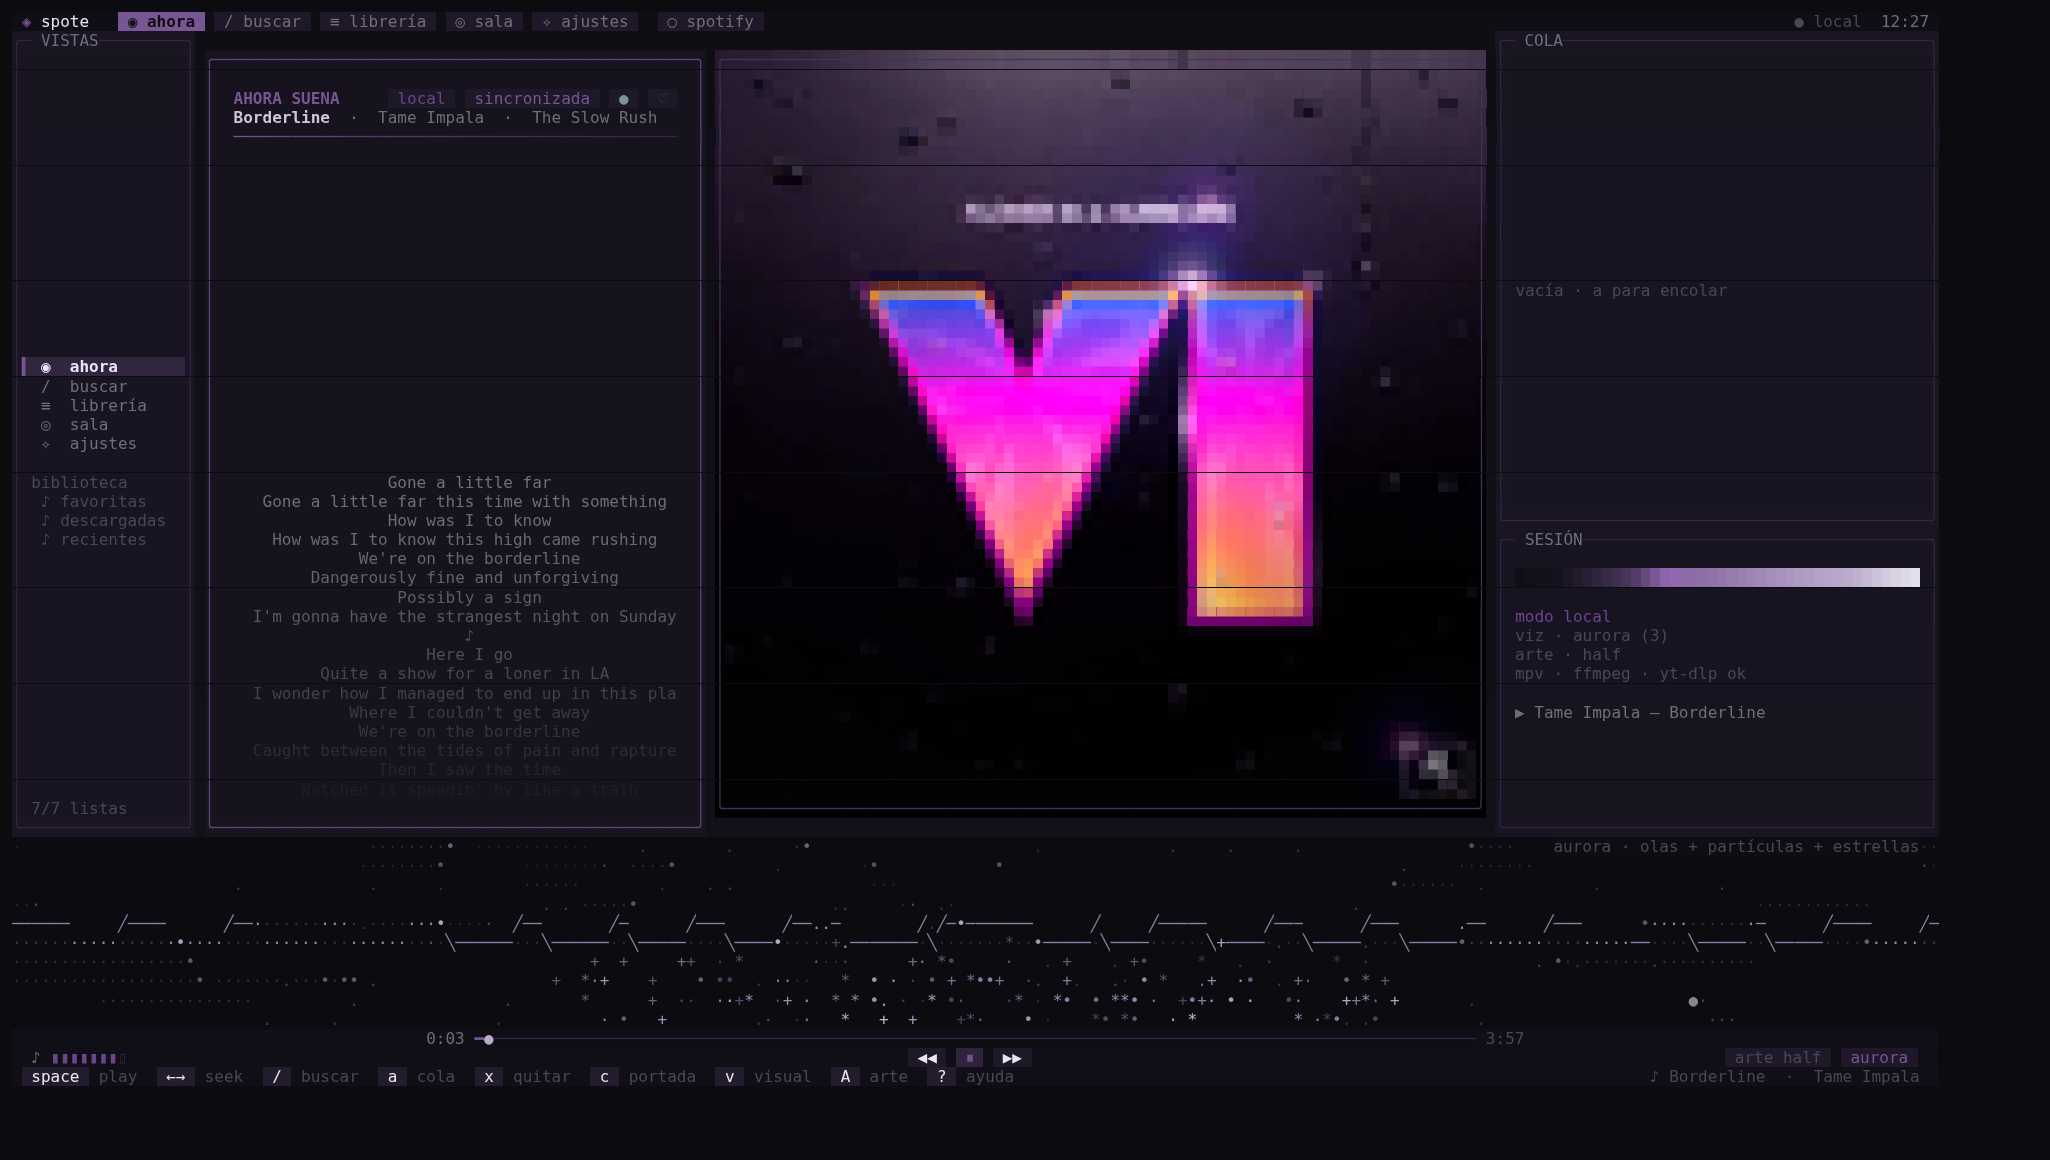 ◈ spote ◉ ahora / buscar ≡ librería ◎ sala ✧ ajustes ○ spotify ● local 12:27
VISTAS
◉ ahora
/ buscar
≡ librería
◎ sala
✧ ajustes
biblioteca
♪ favoritas
♪ descargadas
♪ recientes
7/7 listas
AHORA SUENA local sincronizada ● ♡
Borderline · Tame Impala · The Slow Rush
Gone a little far
Gone a little far this time with something
How was I to know
How was I to know this high came rushing
We're on the borderline
Dangerously fine and unforgiving
Possibly a sign
I'm gonna have the strangest night on Sunday
♪
Here I go
Quite a show for a loner in LA
I wonder how I managed to end up in this pla
Where I couldn't get away
We're on the borderline
Caught between the tides of pain and rapture
Then I saw the time
Watched it speedin' by like a train
VI
COLA
vacía · a para encolar
SESIÓN
modo local
viz · aurora (3)
arte · half
mpv · ffmpeg · yt-dlp ok
▶ Tame Impala — Borderline
aurora · olas + partículas + estrellas
0:03 3:57
♪ ◀◀ ▶▶ arte half aurora
space play ←→ seek / buscar a cola x quitar c portada v visual A arte ? ayuda ♪ Borderline · Tame Impala